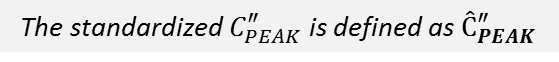 The standardized C″PEAK is defined as Ĉ″PEAK